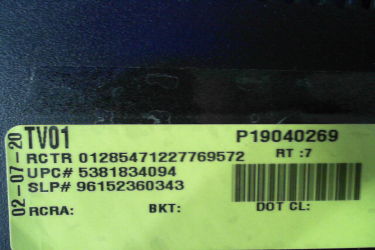 02-07-20
TV01 P19040269
RCTR 01285471227769572 RT :7
UPC# 5381834094
SLP# 96152360343
RCRA: BKT: DOT CL: